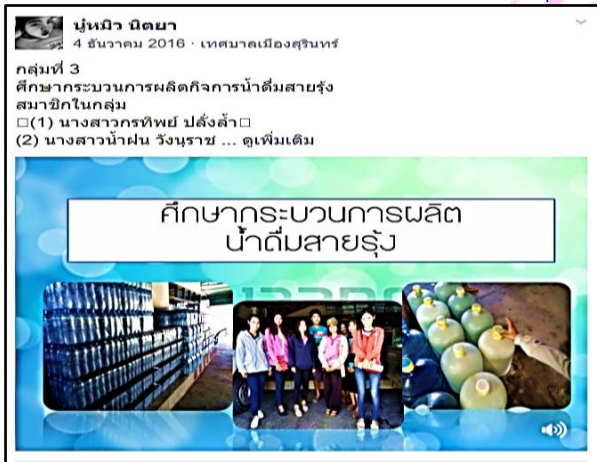 นู๋หมิว นิตยา
4 ธันวาคม 2016 · เทศบาลเมืองสุรินทร์
กลุ่มที่ 3
ศึกษากระบวนการผลิตกิจการน้ำดื่มสายรุ้ง
สมาชิกในกลุ่ม
□(1) นางสาวกรทิพย์ ปลั่งล้ำ□
(2) นางสาวน้ำฝน วังนุราช ... ดูเพิ่มเติม
ศึกษากระบวนการผลิต
น้ำดื่มสายรุ้ง